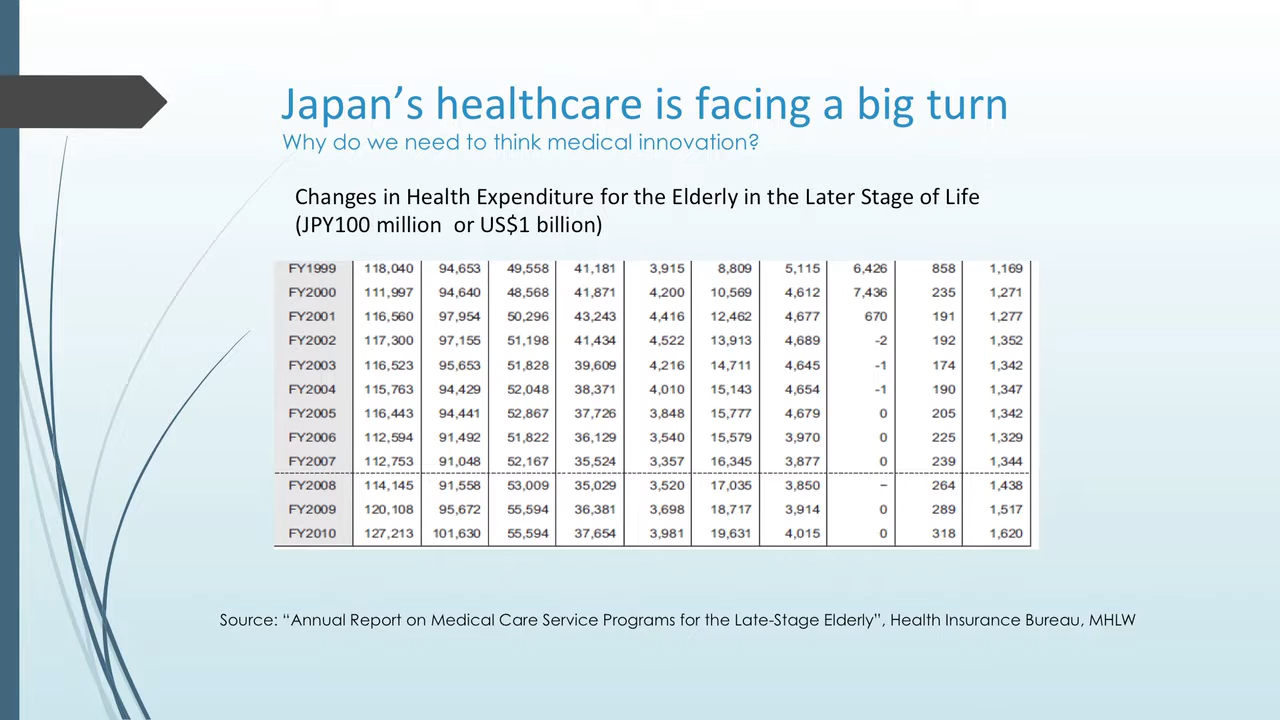 Japan’s healthcare is facing a big turn
Why do we need to think medical innovation?
Changes in Health Expenditure for the Elderly in the Later Stage of Life
(JPY100 million  or US$1 billion)
FY1999 118,040 94,653 49,558 41,181 3,915 8,809 5,115 6,426 858 1,169
FY2000 111,997 94,640 48,568 41,871 4,200 10,569 4,612 7,436 235 1,271
FY2001 116,560 97,954 50,296 43,243 4,416 12,462 4,677 670 191 1,277
FY2002 117,300 97,155 51,198 41,434 4,522 13,913 4,689 -2 192 1,352
FY2003 116,523 95,653 51,828 39,609 4,216 14,711 4,645 -1 174 1,342
FY2004 115,763 94,429 52,048 38,371 4,010 15,143 4,654 -1 190 1,347
FY2005 116,443 94,441 52,867 37,726 3,848 15,777 4,679 0 205 1,342
FY2006 112,594 91,492 51,822 36,129 3,540 15,579 3,970 0 225 1,329
FY2007 112,753 91,048 52,167 35,524 3,357 16,345 3,877 0 239 1,344
FY2008 114,145 91,558 53,009 35,029 3,520 17,035 3,850 – 264 1,438
FY2009 120,108 95,672 55,594 36,381 3,698 18,717 3,914 0 289 1,517
FY2010 127,213 101,630 55,594 37,654 3,981 19,631 4,015 0 318 1,620
Source: “Annual Report on Medical Care Service Programs for the Late-Stage Elderly”, Health Insurance Bureau, MHLW